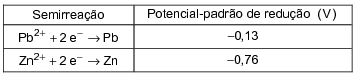 Semirreação Potencial-padrão de redução (V)
Pb²⁺ + 2 e⁻ → Pb −0,13
Zn²⁺ + 2 e⁻ → Zn −0,76